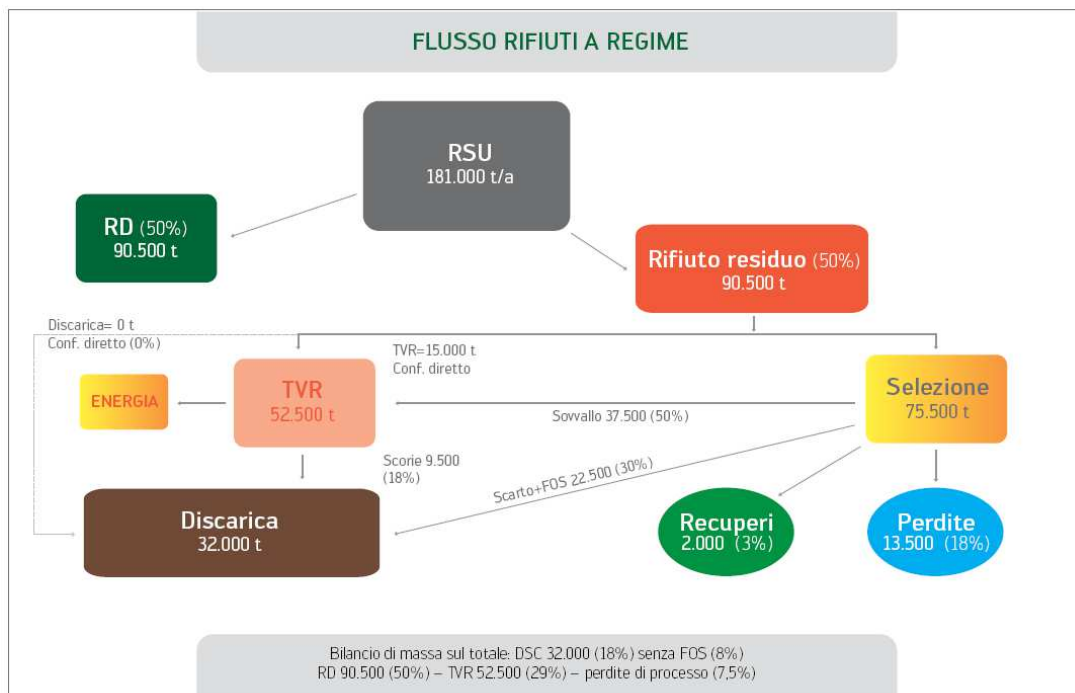 FLUSSO RIFIUTI A REGIME
RSU
181.000 t/a
RD (50%)
90.500 t
Rifiuto residuo (50%)
90.500 t
Discarica= 0 t
Conf. diretto (0%)
TVR=15.000 t
Conf. diretto
ENERGIA
TVR
52.500 t
Sovvallo 37.500 (50%)
Selezione
75.500 t
Scorie 9.500
(18%)
Scarto+FOS 22.500 (30%)
Discarica
32.000 t
Recuperi
2.000 (3%)
Perdite
13.500 (18%)
Bilancio di massa sul totale: DSC 32.000 (18%) senza FOS (8%)
RD 90.500 (50%) – TVR 52.500 (29%) – perdite di processo (7,5%)